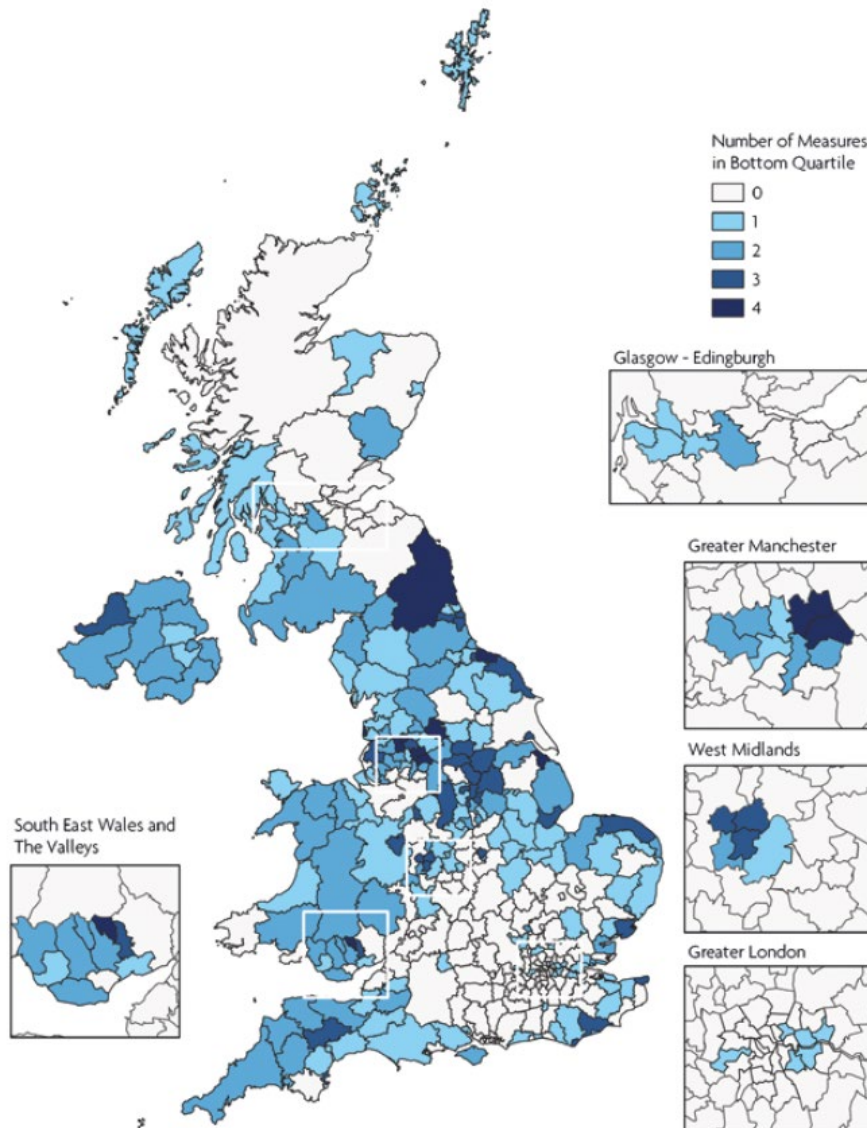 Number of Measures
in Bottom Quartile
0
1
2
3
4
Glasgow - Edingburgh
Greater Manchester
West Midlands
South East Wales and
The Valleys
Greater London